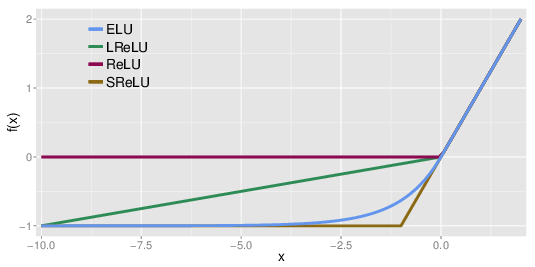 ELU
LReLU
ReLU
SReLU
f(x)
2
1
0
−1
−10.0 −7.5 −5.0 −2.5 0.0
x